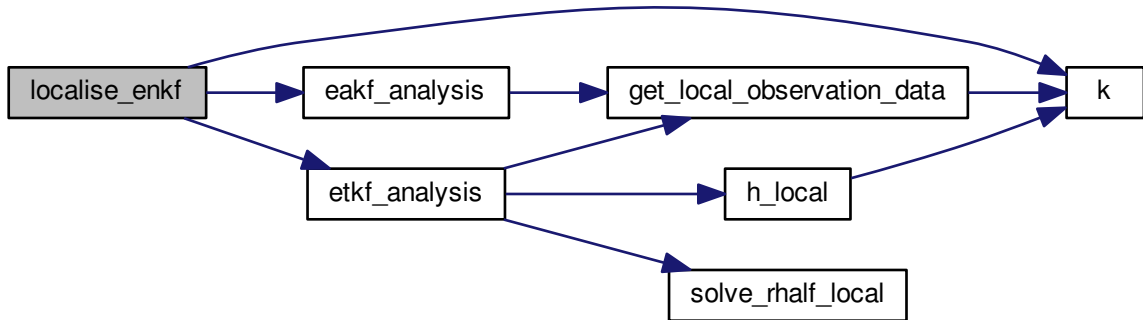 localise_enkf
eakf_analysis
get_local_observation_data
k
etkf_analysis
h_local
solve_rhalf_local